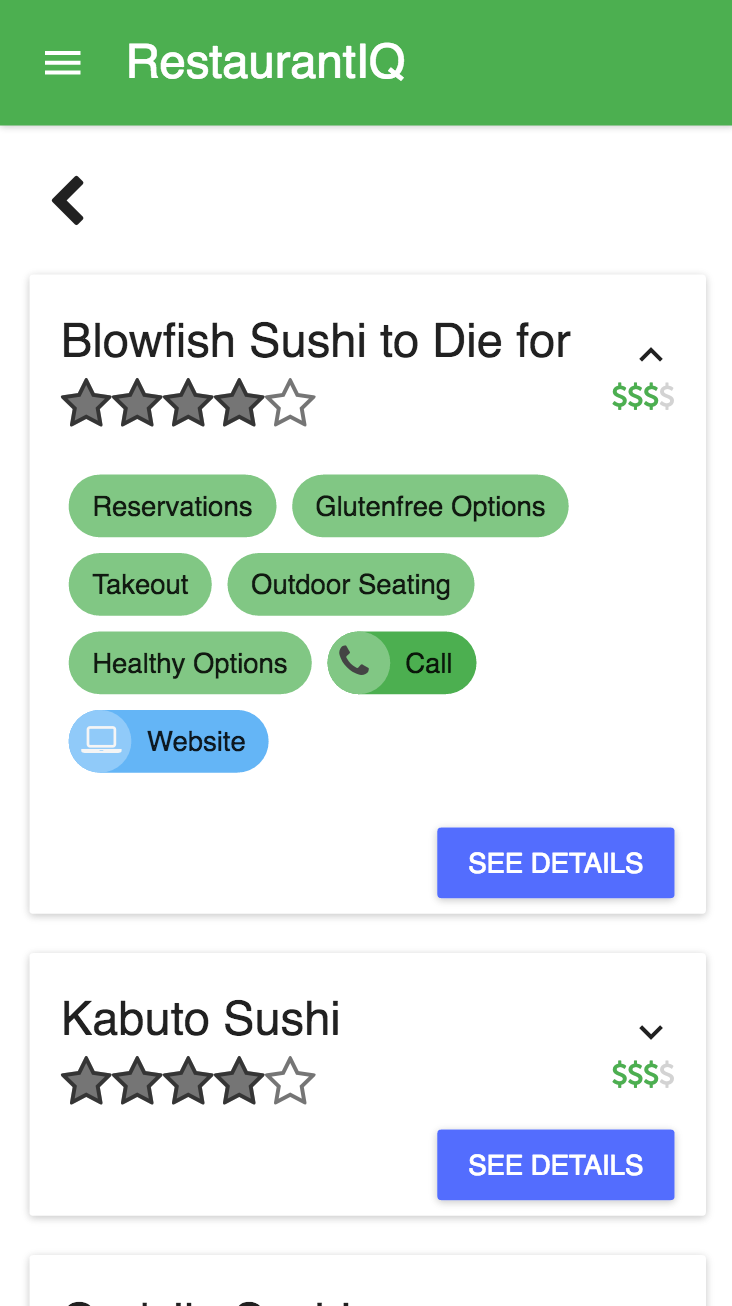 RestaurantIQ
Blowfish Sushi to Die for
$$$$
Reservations
Glutenfree Options
Takeout
Outdoor Seating
Healthy Options
Call
Website
SEE DETAILS
Kabuto Sushi
$$$$
SEE DETAILS